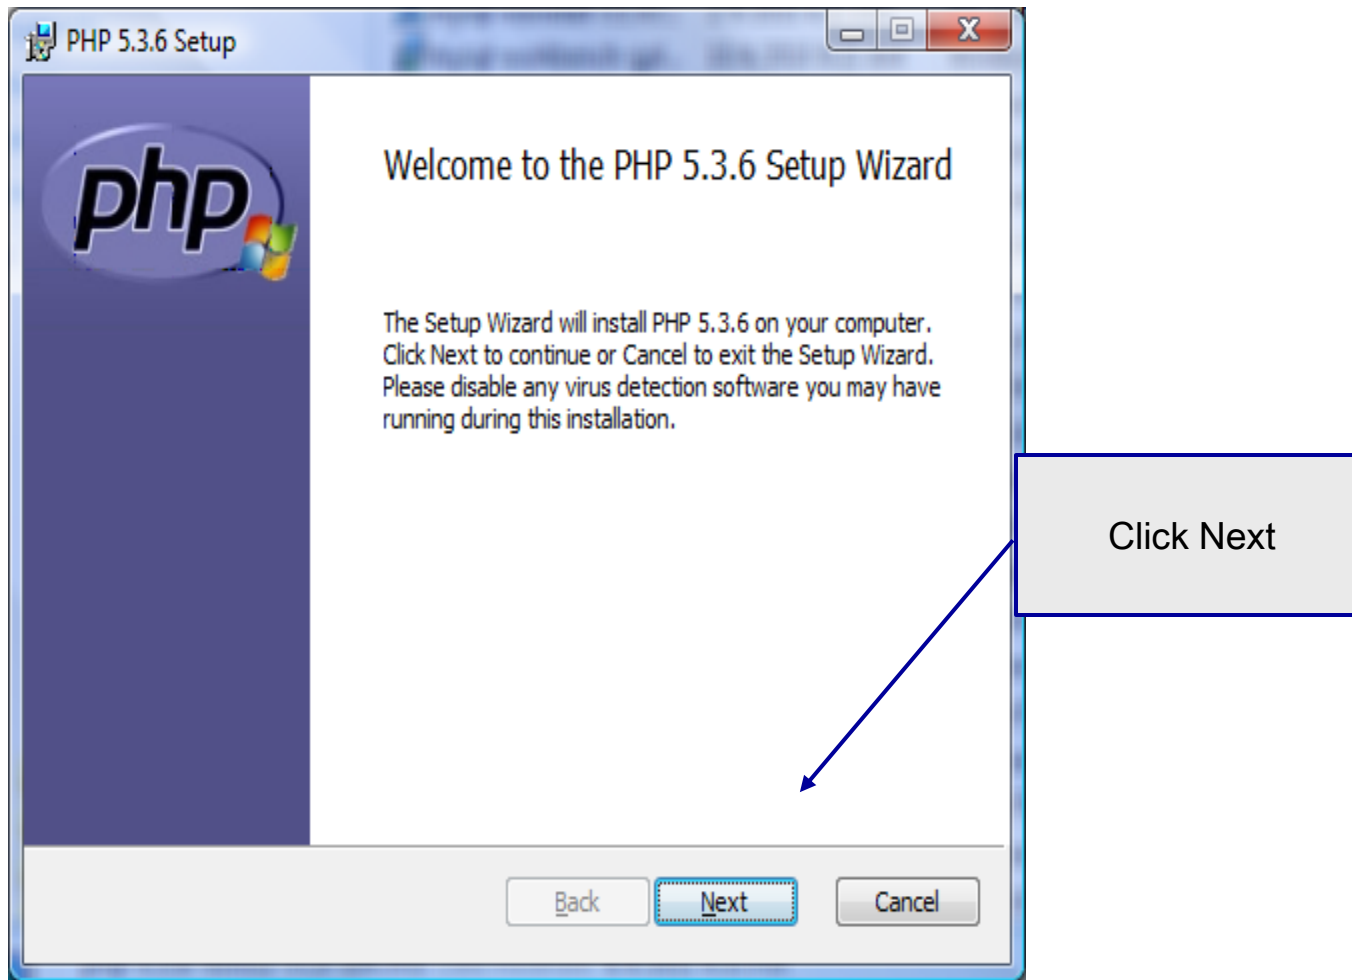 PHP 5.3.6 Setup
X
php
Welcome to the PHP 5.3.6 Setup Wizard
The Setup Wizard will install PHP 5.3.6 on your computer.
Click Next to continue or Cancel to exit the Setup Wizard.
Please disable any virus detection software you may have
running during this installation.
Click Next
Back Next Cancel